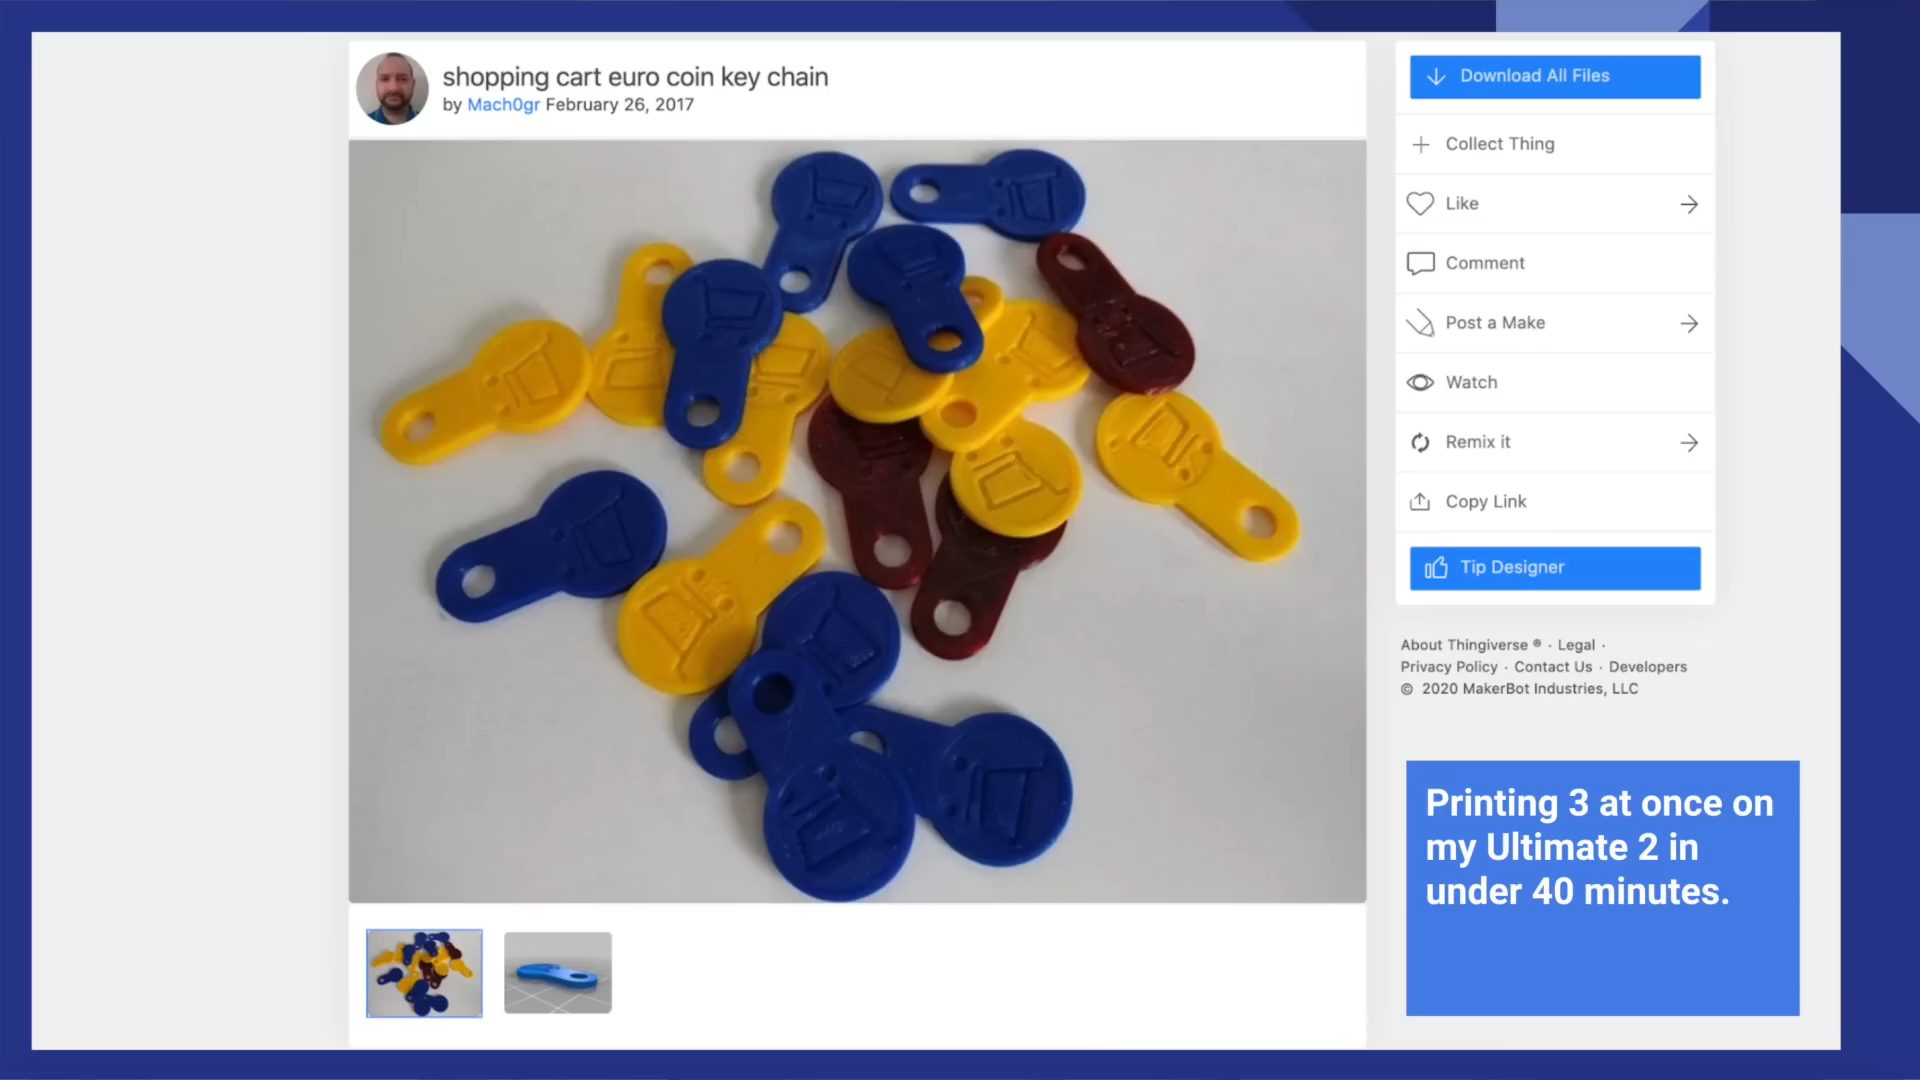 shopping cart euro coin key chain
by Mach0gr February 26, 2017
Download All Files
Collect Thing
Like
Comment
Post a Make
Watch
Remix it
Copy Link
Tip Designer
About Thingiverse ® · Legal ·
Privacy Policy · Contact Us · Developers
© 2020 MakerBot Industries, LLC
Printing 3 at once on
my Ultimate 2 in
under 40 minutes.